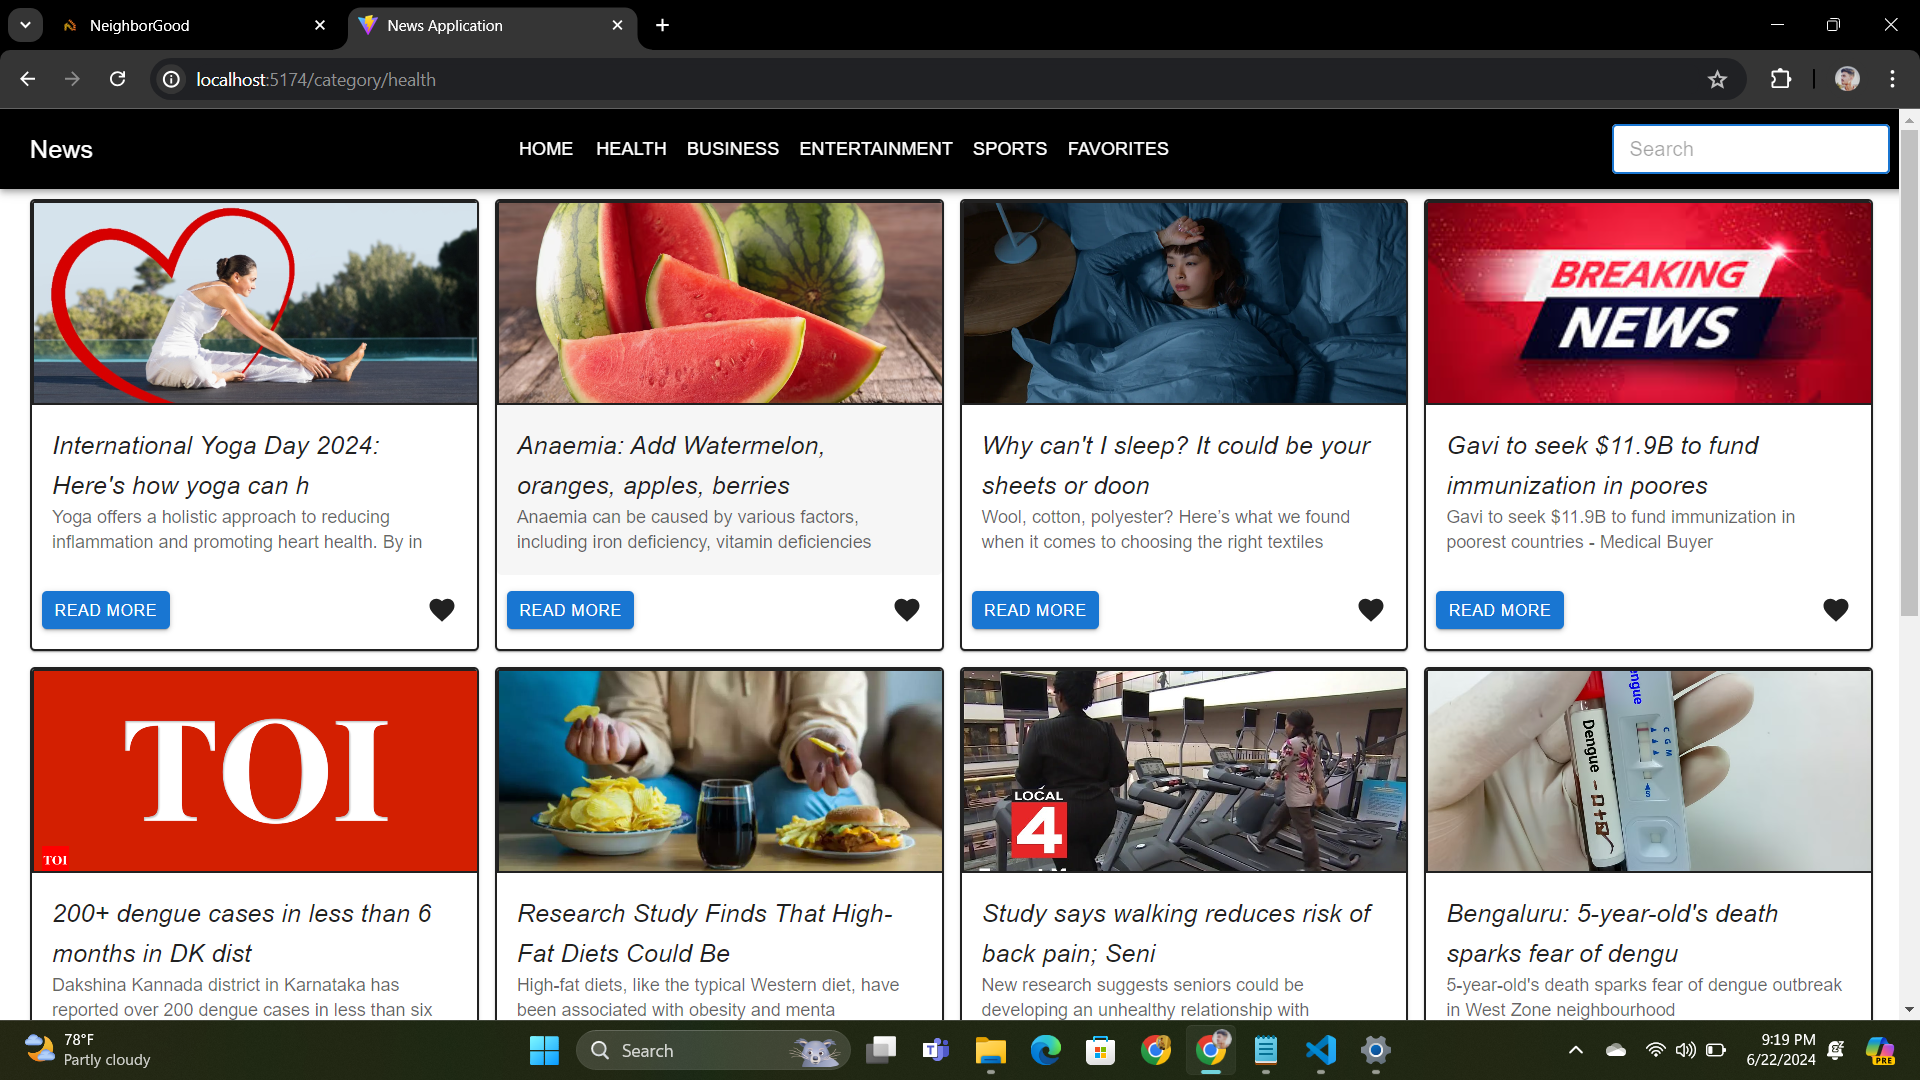 NeighborGood
News Application
localhost:5174/category/health
News
HOME HEALTH BUSINESS ENTERTAINMENT SPORTS FAVORITES
Search
BREAKING
NEWS
International Yoga Day 2024:
Here's how yoga can h
Yoga offers a holistic approach to reducing
inflammation and promoting heart health. By in
READ MORE
Anaemia: Add Watermelon,
oranges, apples, berries
Anaemia can be caused by various factors,
including iron deficiency, vitamin deficiencies
READ MORE
Why can't I sleep? It could be your
sheets or doon
Wool, cotton, polyester? Here’s what we found
when it comes to choosing the right textiles
READ MORE
Gavi to seek $11.9B to fund
immunization in poores
Gavi to seek $11.9B to fund immunization in
poorest countries - Medical Buyer
READ MORE
TOI
TOI
200+ dengue cases in less than 6
months in DK dist
Dakshina Kannada district in Karnataka has
reported over 200 dengue cases in less than six
Research Study Finds That High-
Fat Diets Could Be
High-fat diets, like the typical Western diet, have
been associated with obesity and menta
LOCAL
4
Study says walking reduces risk of
back pain; Seni
New research suggests seniors could be
developing an unhealthy relationship with
Dengue
C G M
S
Bengaluru: 5-year-old's death
sparks fear of dengu
5-year-old's death sparks fear of dengue outbreak
in West Zone neighbourhood
78°F
Partly cloudy
Search
9:19 PM
6/22/2024
PRE